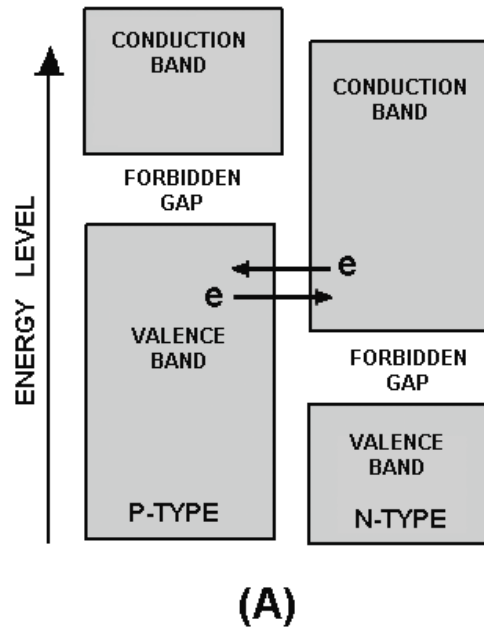 CONDUCTION
BAND
CONDUCTION
BAND
FORBIDDEN
GAP
ENERGY LEVEL
e
e
VALENCE
BAND
FORBIDDEN
GAP
VALENCE
BAND
P-TYPE
N-TYPE
(A)